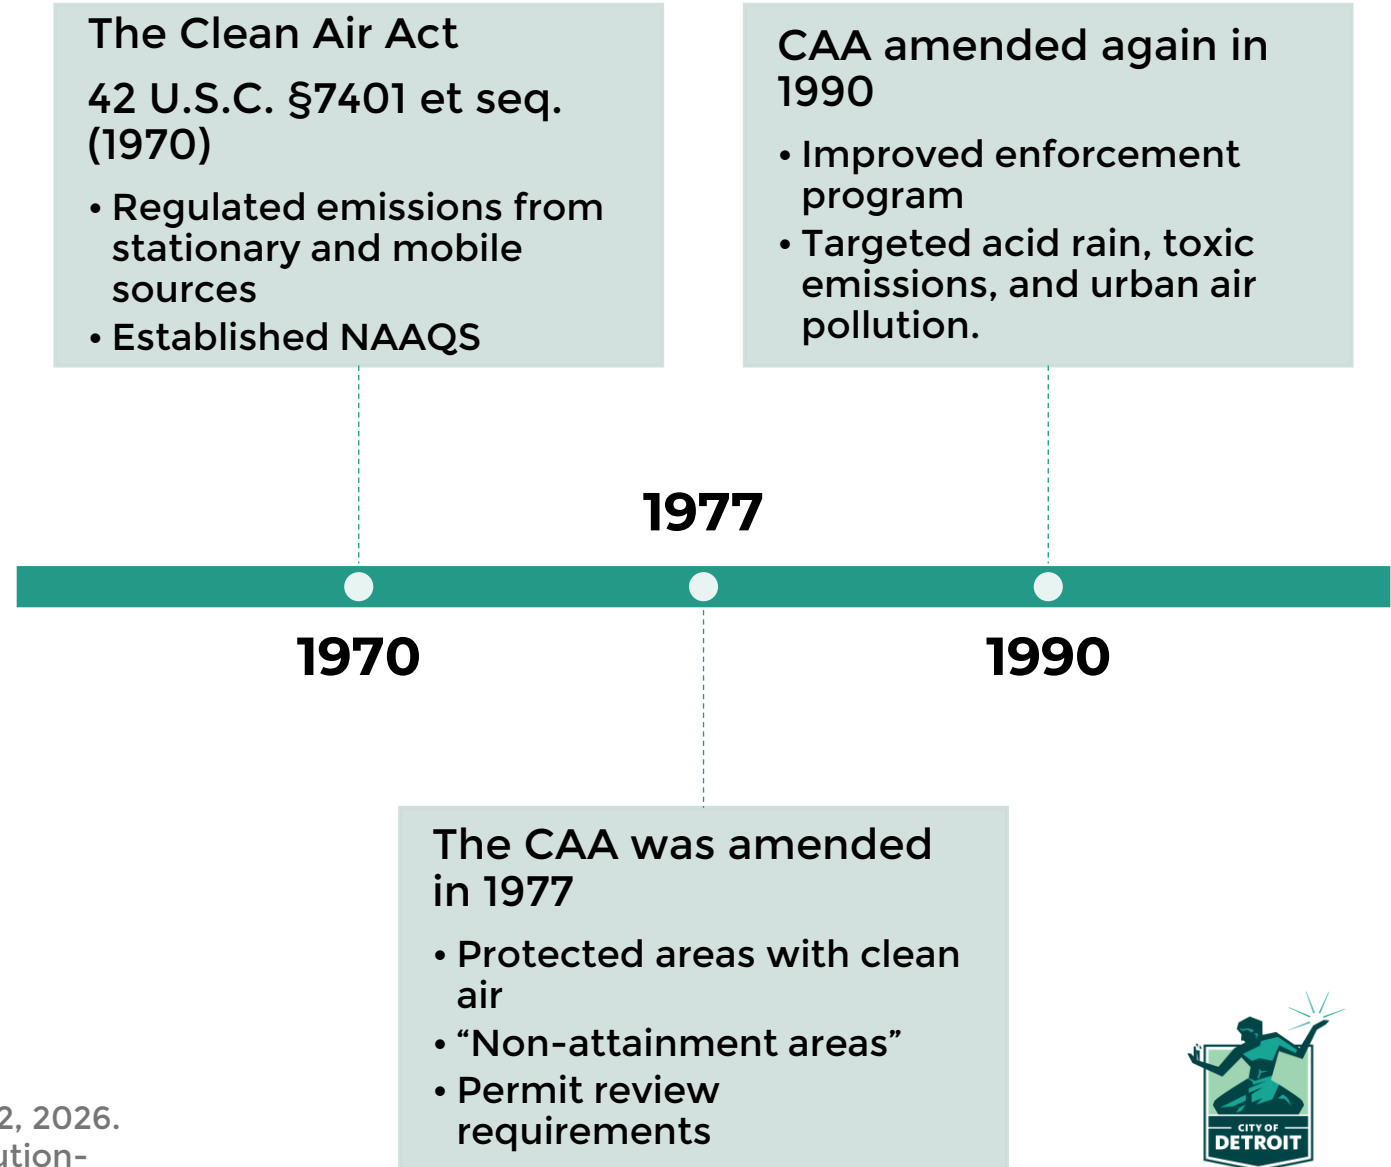 The Clean Air Act
42 U.S.C. §7401 et seq.
(1970)
• Regulated emissions from
stationary and mobile
sources
• Established NAAQS
CAA amended again in
1990
• Improved enforcement
program
• Targeted acid rain, toxic
emissions, and urban air
pollution.
1977
1970
1990
The CAA was amended
in 1977
• Protected areas with clean
air
• “Non-attainment areas”
• Permit review
requirements
2, 2026.
ution-
CITY OF
DETROIT